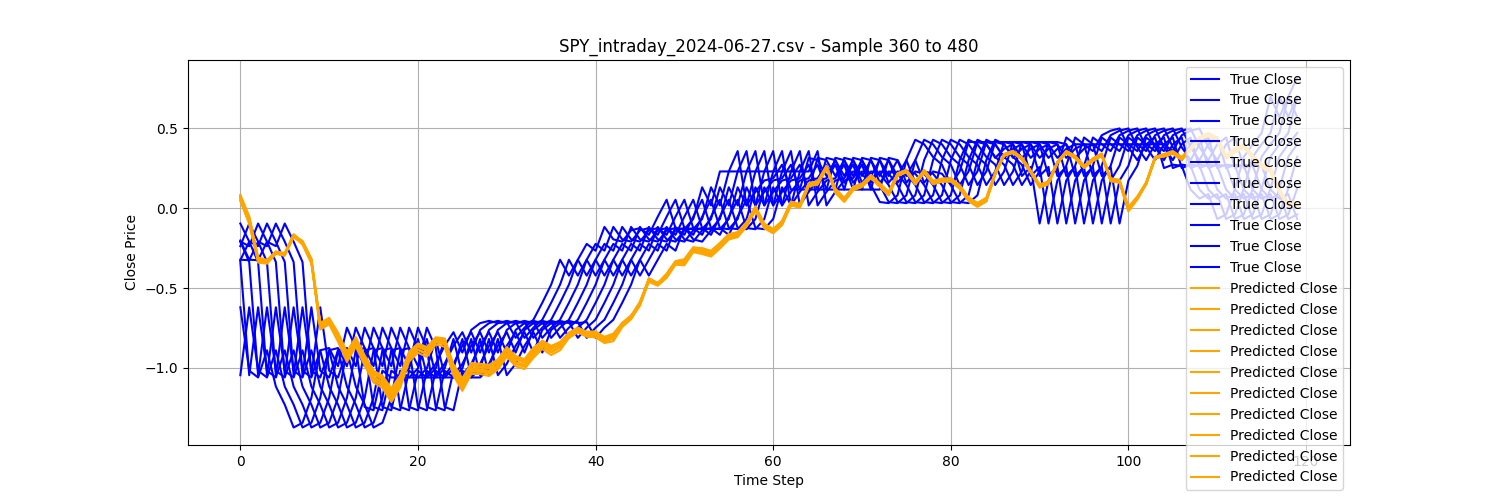 SPY_intraday_2024-06-27.csv - Sample 360 to 480
Close Price
0.5
0.0
−0.5
−1.0
0
20
40
60
80
100
120
Time Step
True Close
True Close
True Close
True Close
True Close
True Close
True Close
True Close
True Close
True Close
Predicted Close
Predicted Close
Predicted Close
Predicted Close
Predicted Close
Predicted Close
Predicted Close
Predicted Close
Predicted Close
Predicted Close